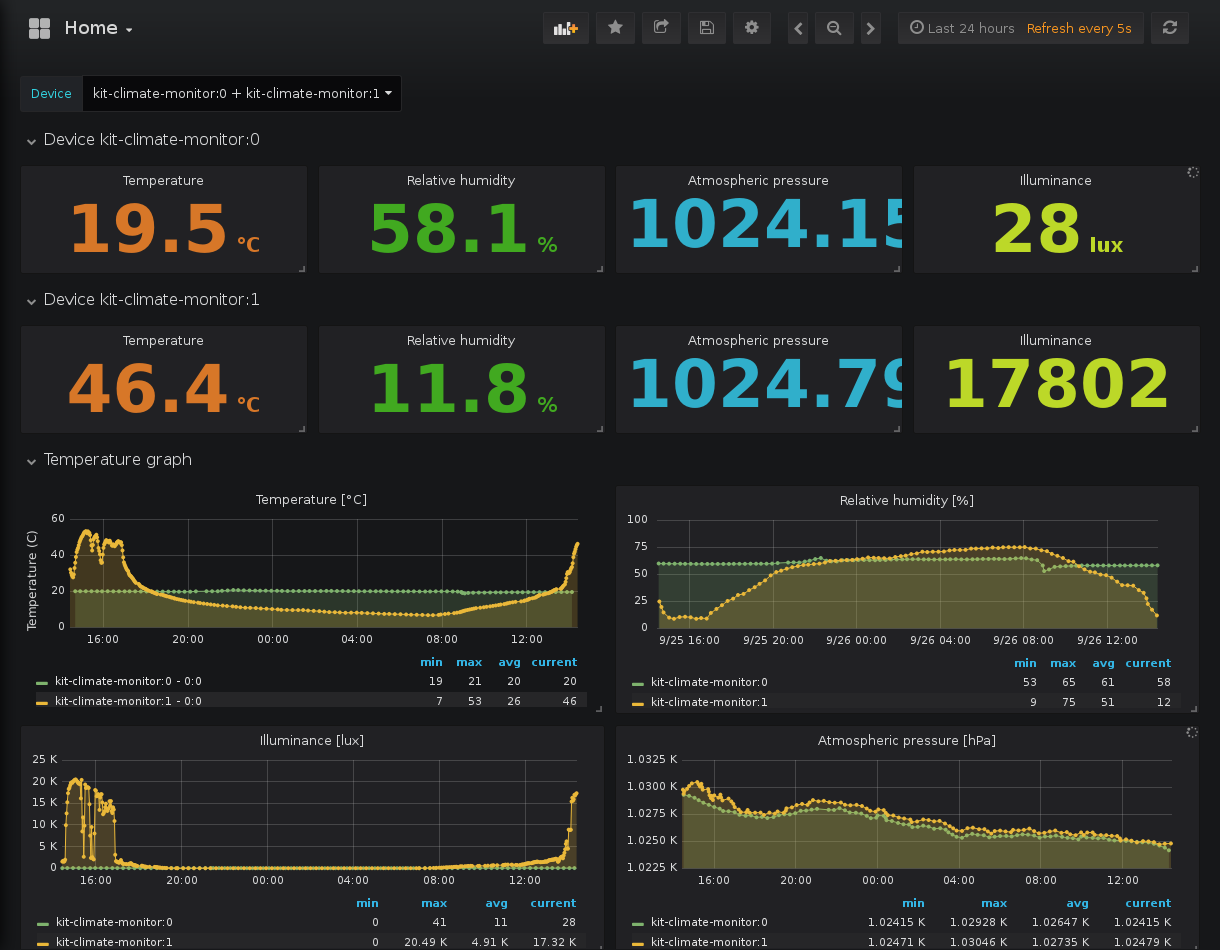 Home
Last 24 hours Refresh every 5s
Device kit-climate-monitor:0 + kit-climate-monitor:1
Device kit-climate-monitor:0
Temperature Relative humidity Atmospheric pressure Illuminance
19.5 °C 58.1 % 1024.15 28 lux
Device kit-climate-monitor:1
Temperature Relative humidity Atmospheric pressure Illuminance
46.4 °C 11.8 % 1024.79 17802
Temperature graph
Temperature [°C]
Temperature (C)
60
40
20
0
16:00 20:00 00:00 04:00 08:00 12:00
min max avg current
kit-climate-monitor:0 - 0:0 19 21 20 20
kit-climate-monitor:1 - 0:0 7 53 26 46
Relative humidity [%]
100
75
50
25
0
9/25 16:00 9/25 20:00 9/26 00:00 9/26 04:00 9/26 08:00 9/26 12:00
min max avg current
kit-climate-monitor:0 53 65 61 58
kit-climate-monitor:1 9 75 51 12
Illuminance [lux]
25 K
20 K
15 K
10 K
5 K
0
16:00 20:00 00:00 04:00 08:00 12:00
min max avg current
kit-climate-monitor:0 0 41 11 28
kit-climate-monitor:1 0 20.49 K 4.91 K 17.32 K
Atmospheric pressure [hPa]
1.0325 K
1.0300 K
1.0275 K
1.0250 K
1.0225 K
16:00 20:00 00:00 04:00 08:00 12:00
min max avg current
kit-climate-monitor:0 1.02415 K 1.02928 K 1.02647 K 1.02415 K
kit-climate-monitor:1 1.02471 K 1.03046 K 1.02735 K 1.02479 K